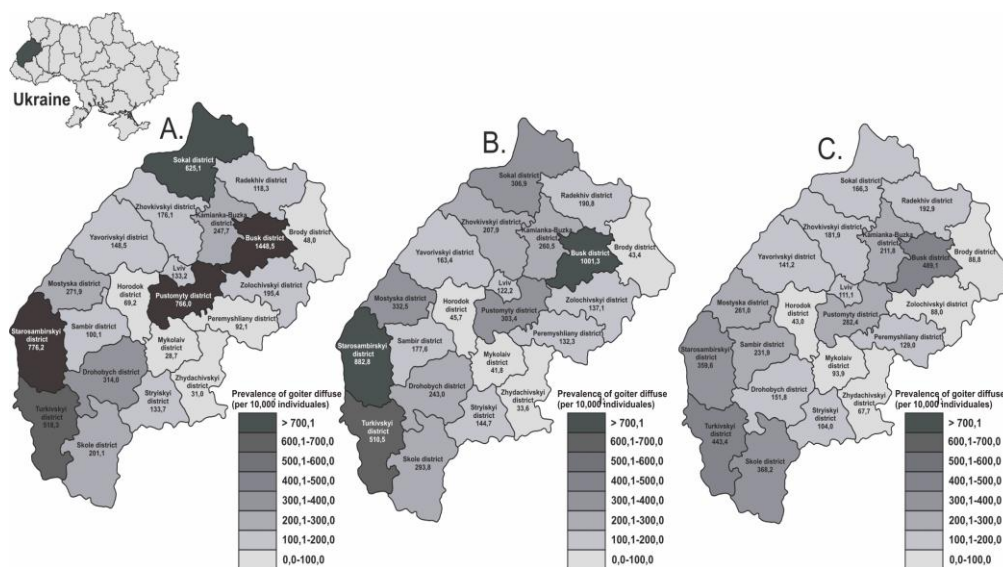 Ukraine
A.
Sokal district
625,1
Radekhiv district
118,3
Zhovkivskyi district
176,1
Kamianka-Buzka
district
247,7
Yavorivskyi district
148,5
Busk district
1448,5
Brody district
48,0
Lviv
133,2
Mostyska district
271,9
Horodok
district
69,2
Pustomyty district
766,0
Zolochivskyi district
195,4
Peremyshliany district
92,1
Starosambirskyi
district
776,2
Sambir district
100,1
Mykolaiv
district
28,7
Drohobych
district
314,8
Zhydachivskyi
district
31,0
Stryiskyi
district
133,7
Turkivskyi
district
518,3
Skole district
281,1
Prevalence of goiter diffuse
(per 10,000 individuales)
> 700,1
600,1-700,0
500,1-600,0
400,1-500,0
300,1-400,0
200,1-300,0
100,1-200,0
0,0-100,0
B.
Sokal district
306,9
Radekhiv district
190,8
Zhovkivskyi district
207,9
Kamianka-Buzka
district
260,5
Yavorivskyi district
163,4
Busk district
1001,3
Brody district
43,4
Lviv
122,2
Mostyska district
332,5
Horodok
district
45,7
Pustomyty
district
303,4
Zolochivskyi district
137,1
Peremyshliany district
132,3
Starosambirskyi
district
882,8
Sambir district
177,6
Mykolaiv
district
41,8
Drohobych
district
243,0
Zhydachivskyi
district
33,6
Stryiskyi
district
144,7
Turkivskyi
district
510,5
Skole district
293,8
Prevalence of goiter diffuse
(per 10,000 individuales)
> 700,1
600,1-700,0
500,1-600,0
400,1-500,0
300,1-400,0
200,1-300,0
100,1-200,0
0,0-100,0
C.
Sokal district
166,3
Radekhiv district
192,9
Zhovkivskyi district
181,9
Kamianka-Buzka
district
211,8
Yavorivskyi district
141,2
Busk district
489,1
Brody district
88,8
Lviv
111,1
Mostyska district
261,0
Horodok
district
43,0
Pustomyty district
282,4
Zolochivskyi district
88,0
Peremyshliany district
129,0
Starosambirskyi
district
359,6
Sambir district
231,9
Mykolaiv
district
93,9
Drohobych district
151,8
Zhydachivskyi
district
67,7
Stryiskyi
district
104,0
Turkivskyi
district
443,4
Skole district
368,2
Prevalence of goiter diffuse
(per 10,000 individuales)
> 700,1
600,1-700,0
500,1-600,0
400,1-500,0
300,1-400,0
200,1-300,0
100,1-200,0
0,0-100,0